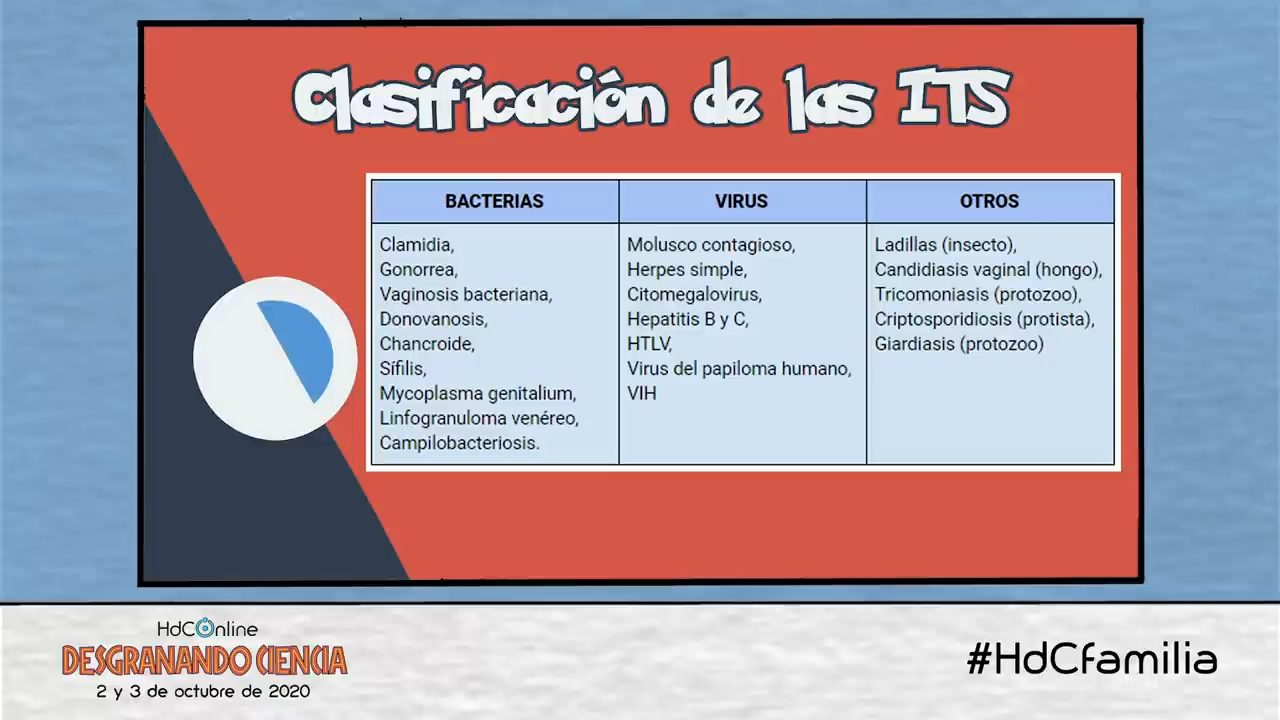 Clasificación de las ITS
BACTERIAS
Clamidia,
Gonorrea,
Vaginosis bacteriana,
Donovanosis,
Chancroide,
Sífilis,
Mycoplasma genitalium,
Linfogranuloma venéreo,
Campilobacteriosis.
VIRUS
Molusco contagioso,
Herpes simple,
Citomegalovirus,
Hepatitis B y C,
HTLV,
Virus del papiloma humano,
VIH
OTROS
Ladillas (insecto),
Candidiasis vaginal (hongo),
Tricomoniasis (protozoo),
Criptosporidiosis (protista),
Giardiasis (protozoo)
HdCOnline
DESGRANANDO CIENCIA
2 y 3 de octubre de 2020
#HdCfamilia